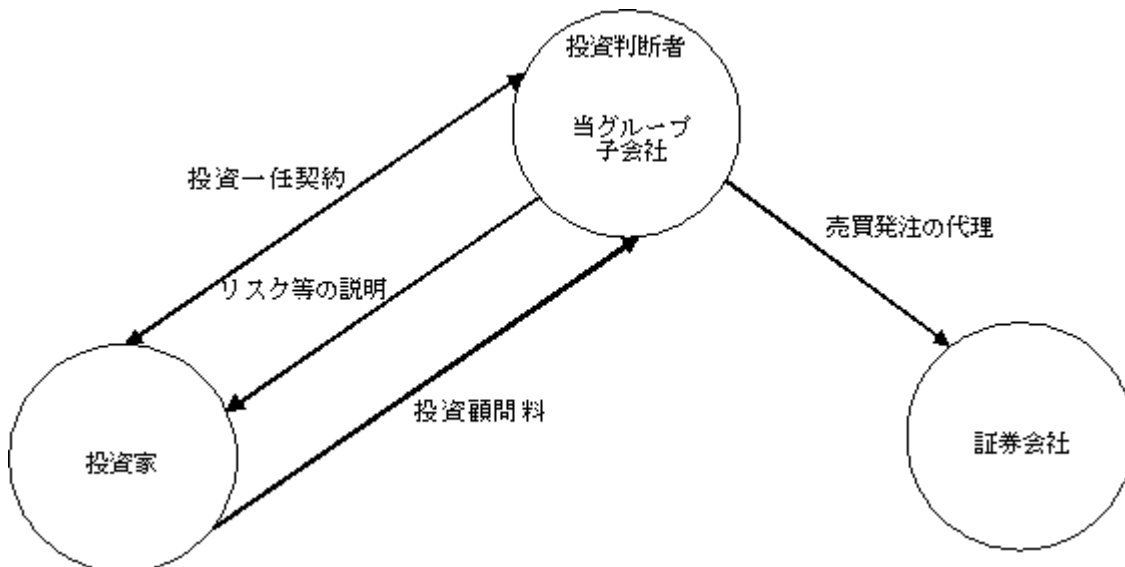 投資判断者
当グループ
子会社
投資一任契約
売買発注の代理
リスク等の説明
投資顧問料
投資家
証券会社